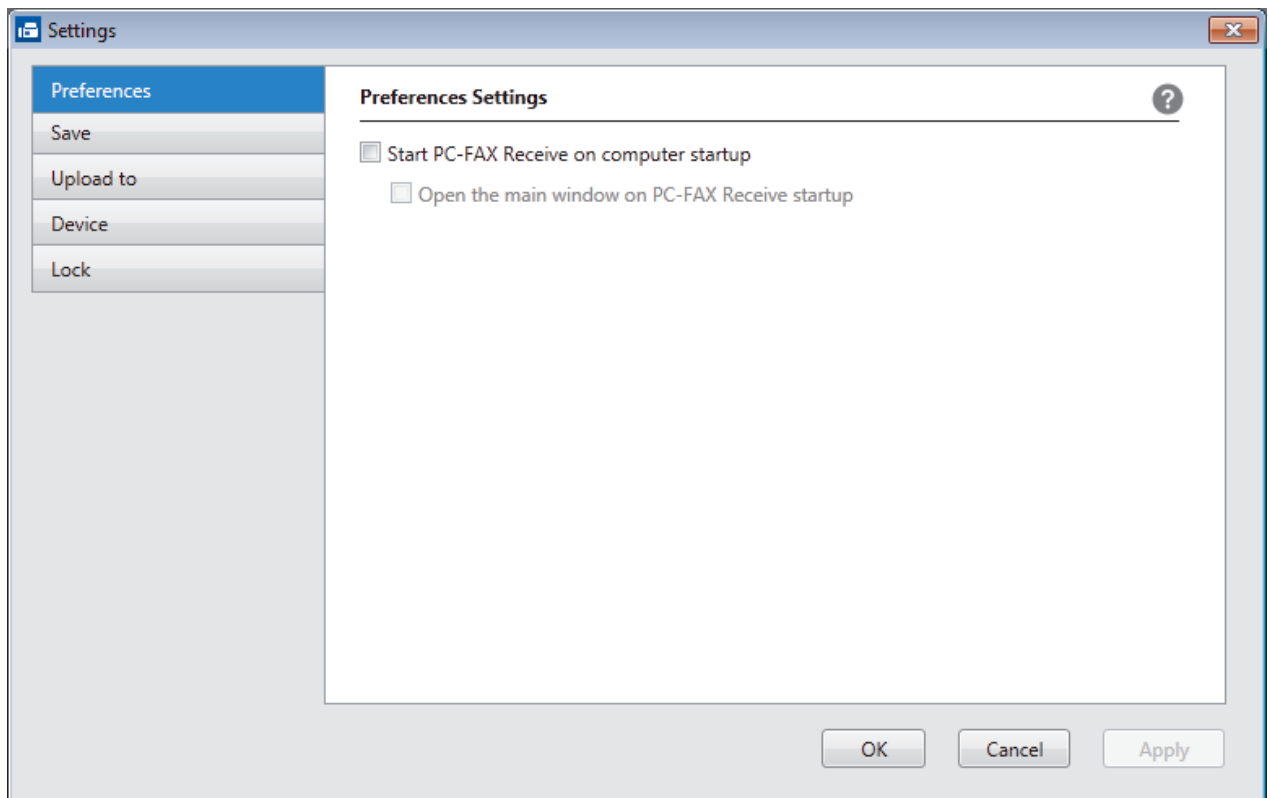 Settings
Preferences
Save
Upload to
Device
Lock
Preferences Settings
?
Start PC-FAX Receive on computer startup
Open the main window on PC-FAX Receive startup
OK
Cancel
Apply